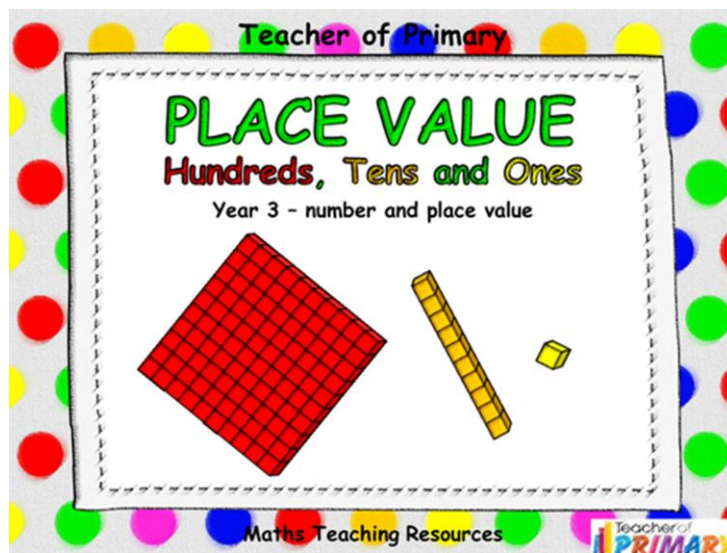 Teacher of Primary
PLACE VALUE
Hundreds, Tens and Ones
Year 3 – number and place value
Maths Teaching Resources
Teacher of
PRIMARY